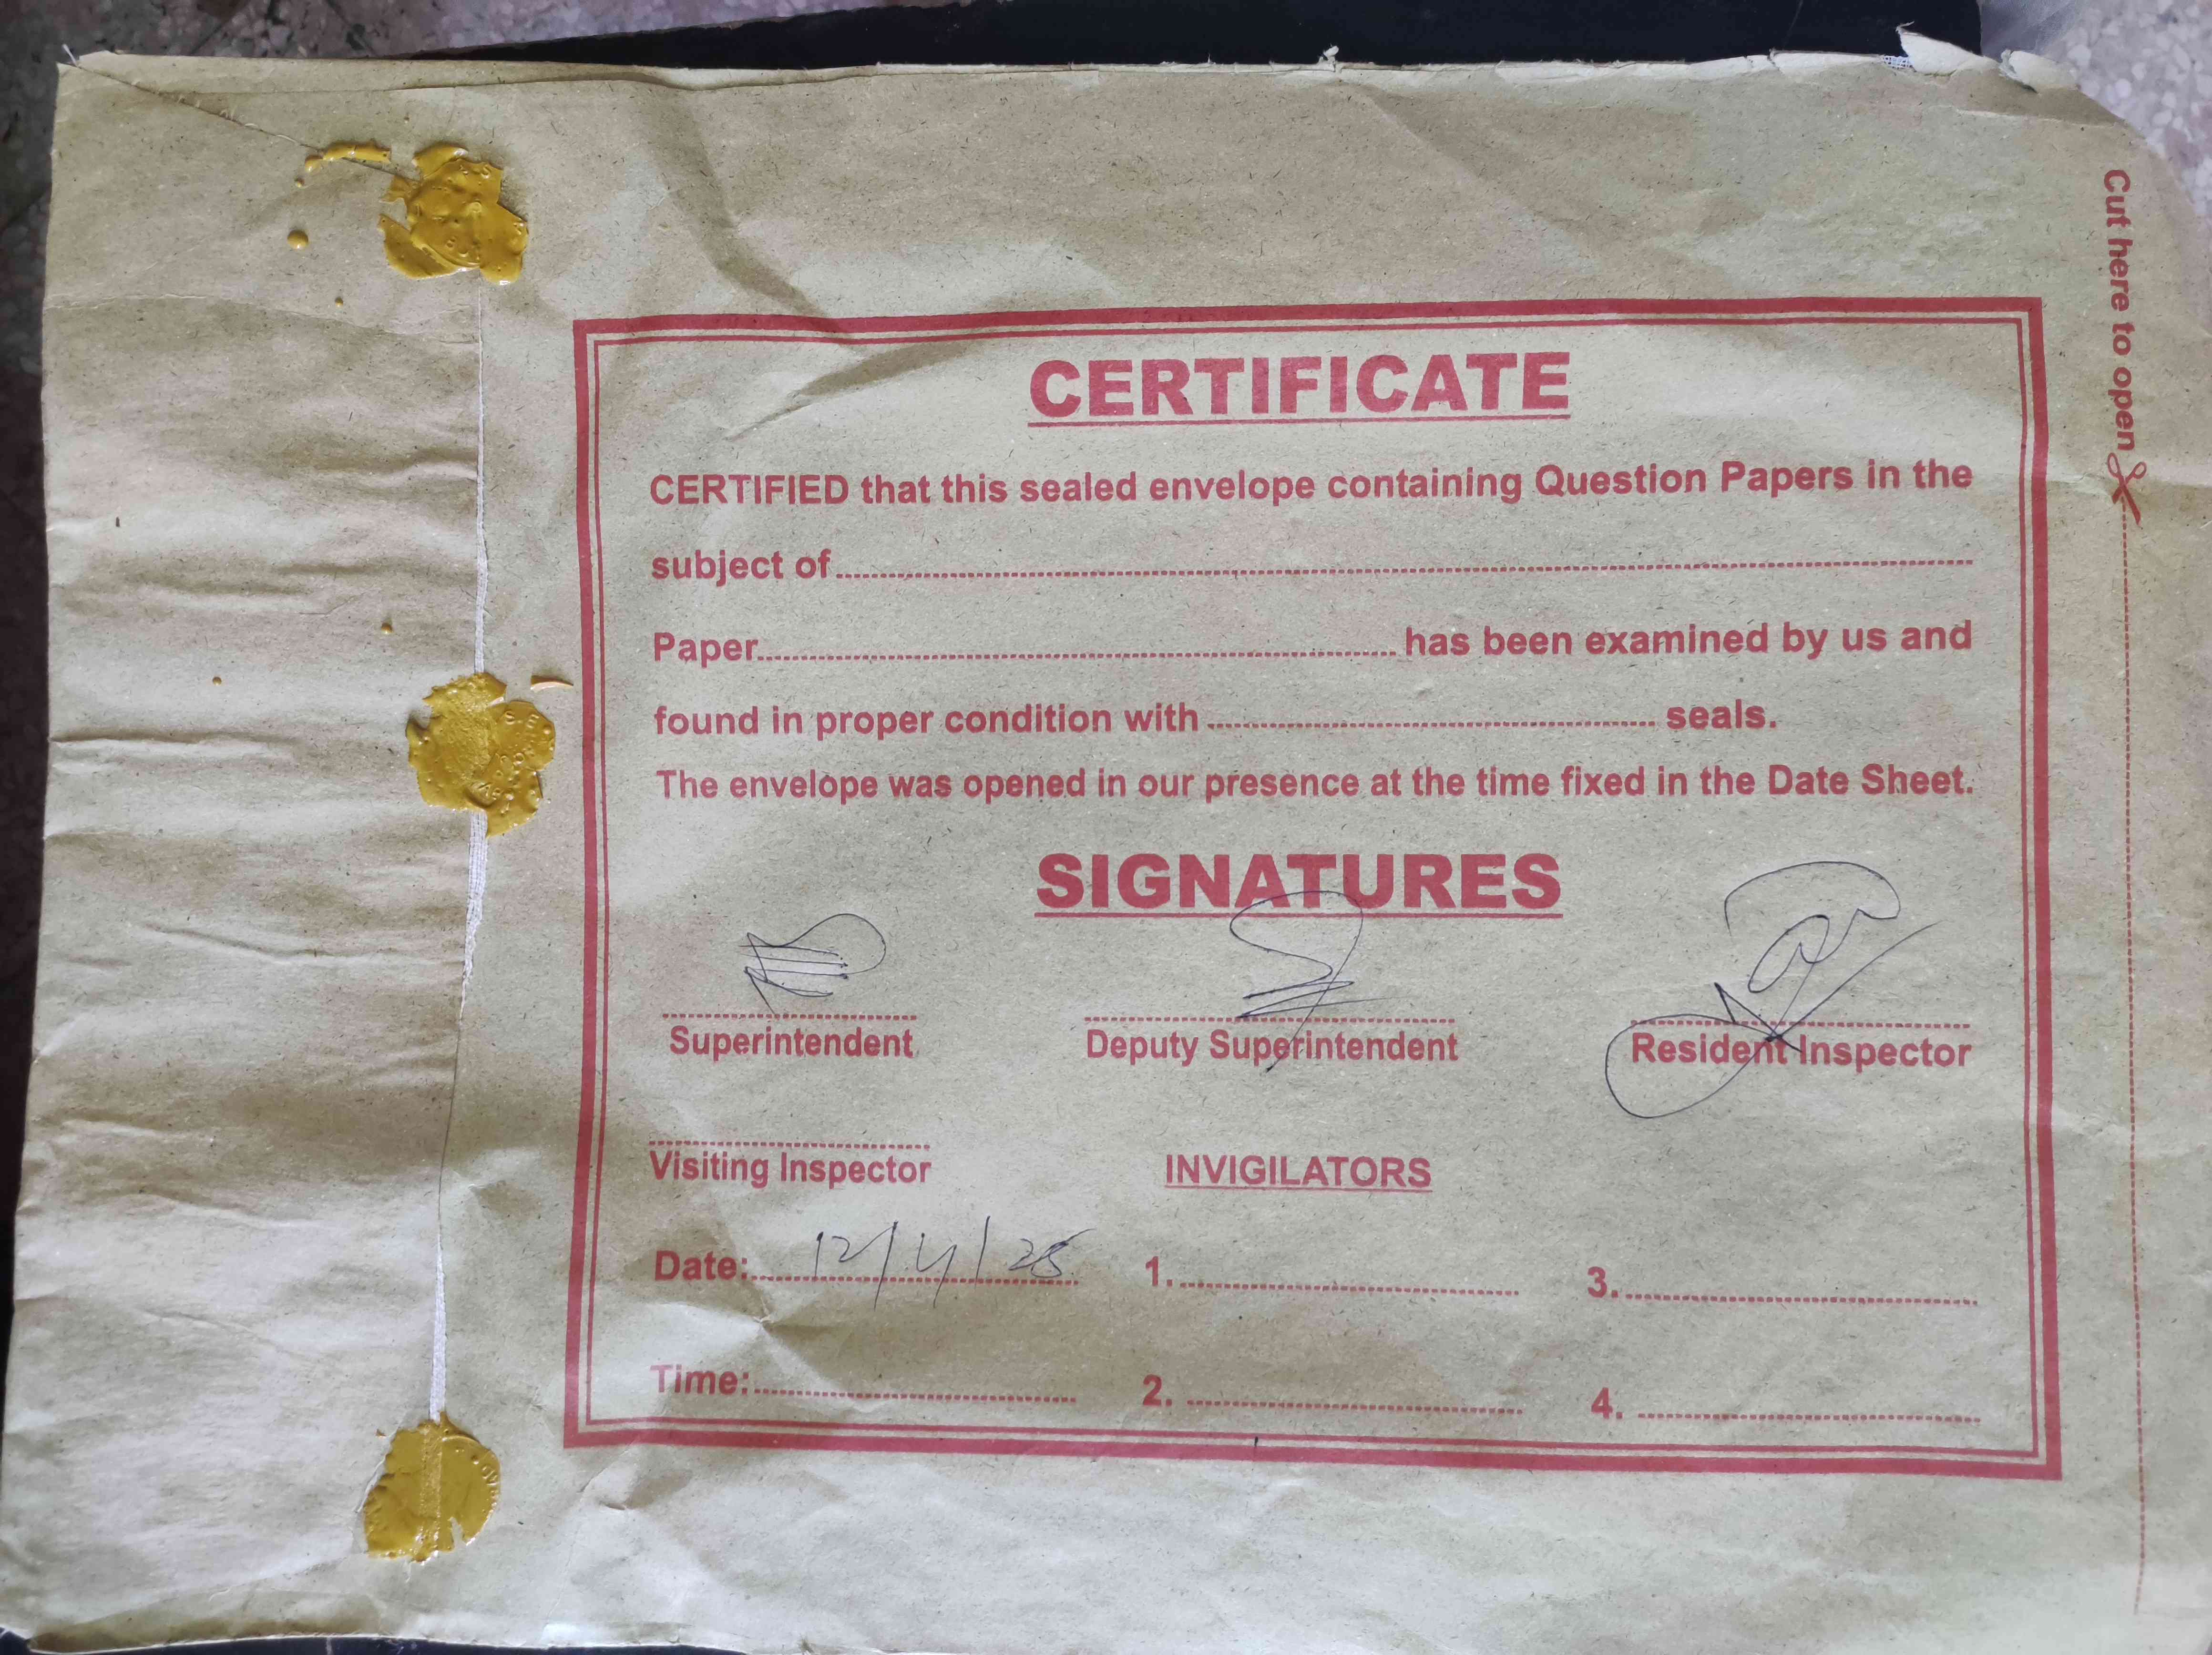 Cut here to open
CERTIFICATE
CERTIFIED that this sealed envelope containing Question Papers in the
subject of
Paper has been examined by us and
found in proper condition with seals.
The envelope was opened in our presence at the time fixed in the Date Sheet.
SIGNATURES
Superintendent Deputy Superintendent Resident Inspector
Visiting Inspector INVIGILATORS
Date: 12/4/25 1. 3.
Time: 2. 4.